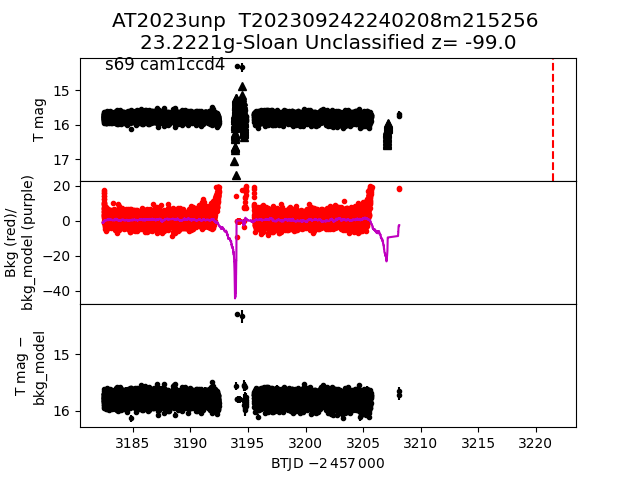 AT2023unp T202309242240208m215256
23.2221g-Sloan Unclassified z= -99.0
s69 cam1ccd4
15
16
17
T mag
20
0
−20
−40
Bkg (red)/
bkg_model (purple)
15
16
T mag −
bkg_model
3185 3190 3195 3200 3205 3210 3215 3220
BTJD −2 457 000